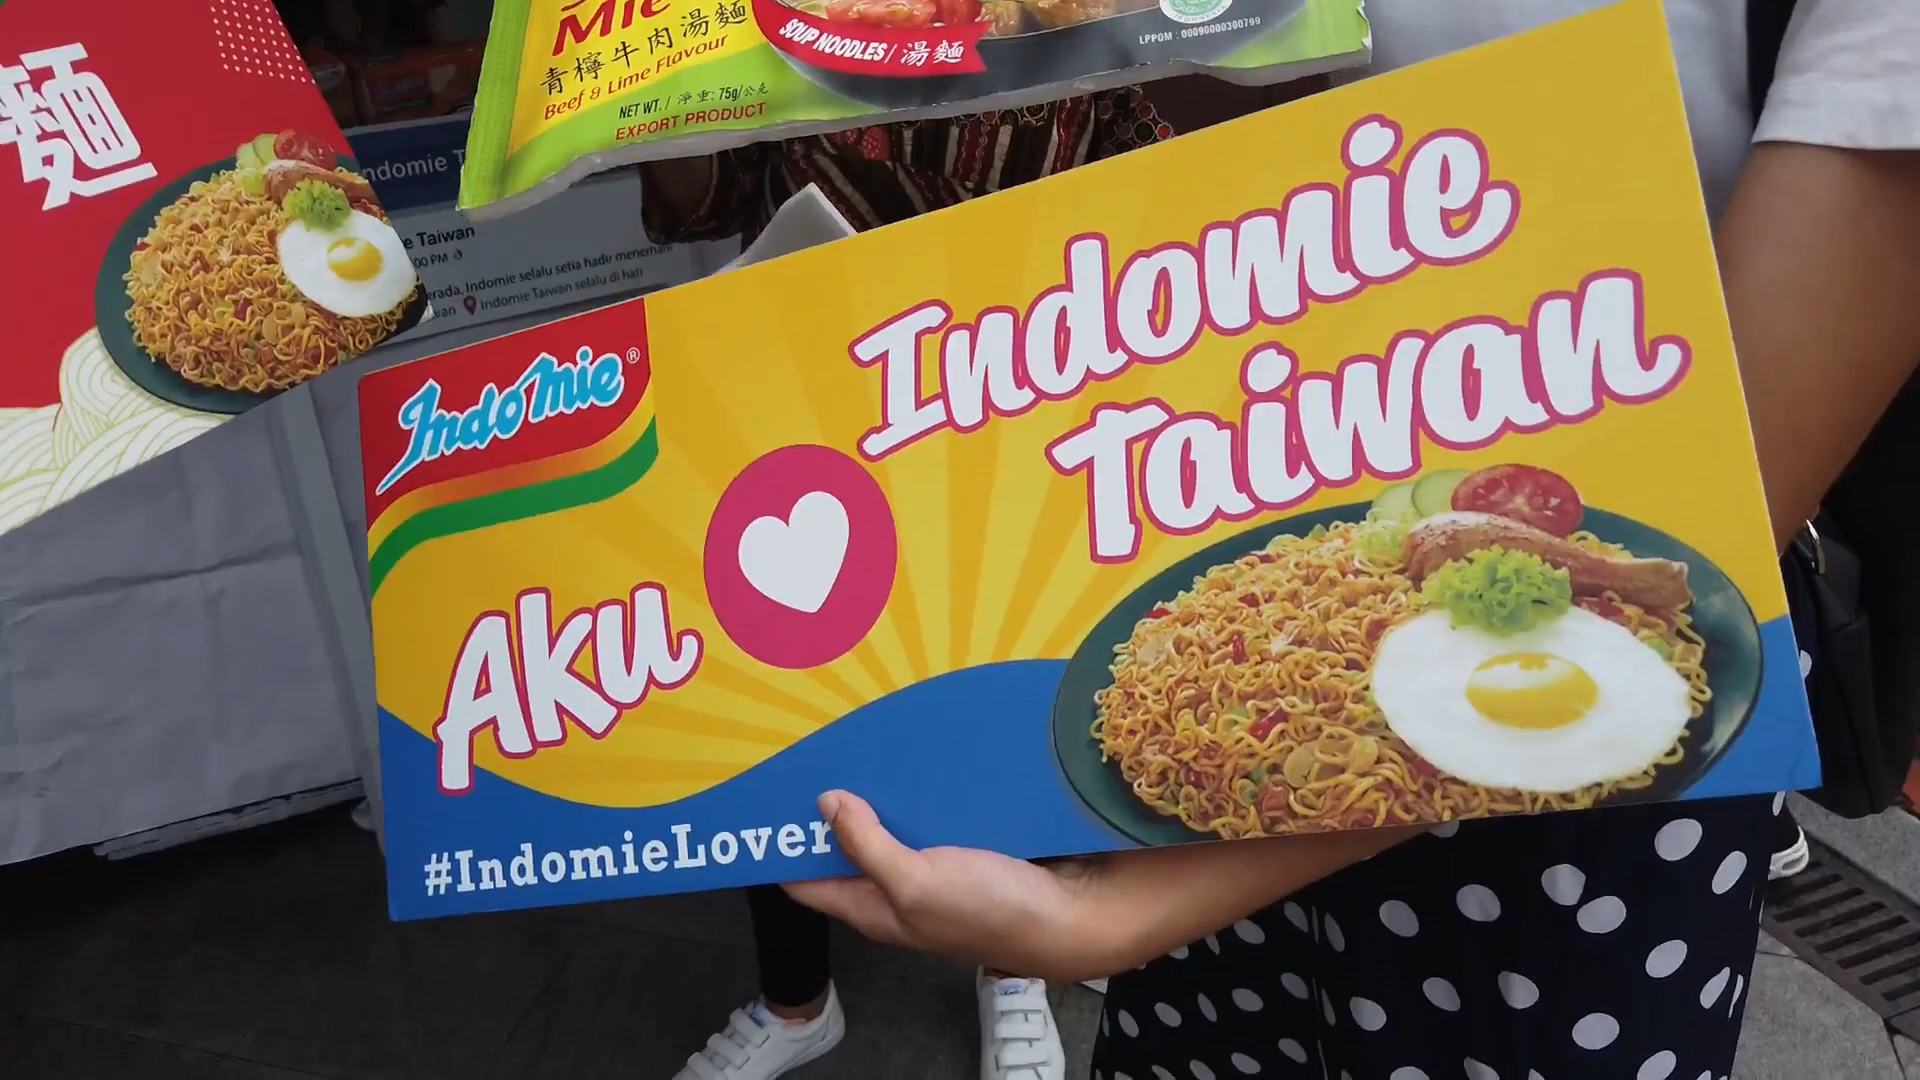 Mie
青檸牛肉湯麵
Beef & Lime Flavour
NET WT. / 淨重: 75g/公克
EXPORT PRODUCT
SOUP NOODLES / 湯麵
LPPOM : 00090000300799
麵
ndomie T
e Taiwan
00 PM
erada, Indomie selalu setia hadir menemani
wan Indomie Taiwan selalu di hati
Indomie®
Aku
Indomie
Taiwan
#IndomieLover